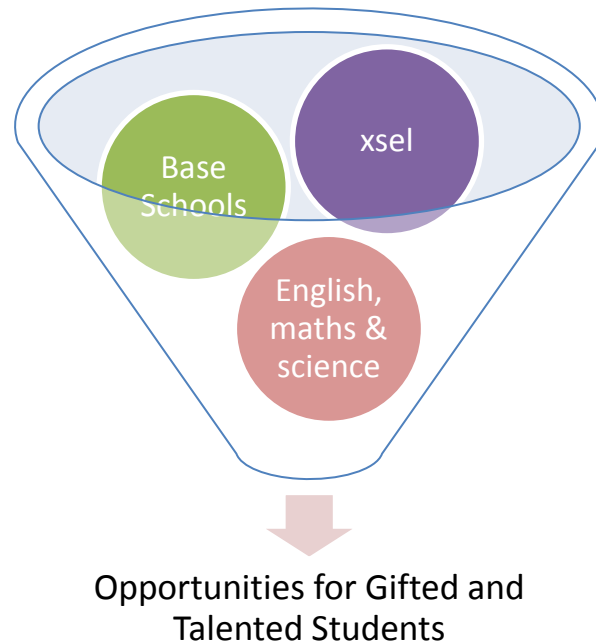 xsel
Base
Schools
English,
maths &
science
Opportunities for Gifted and
Talented Students